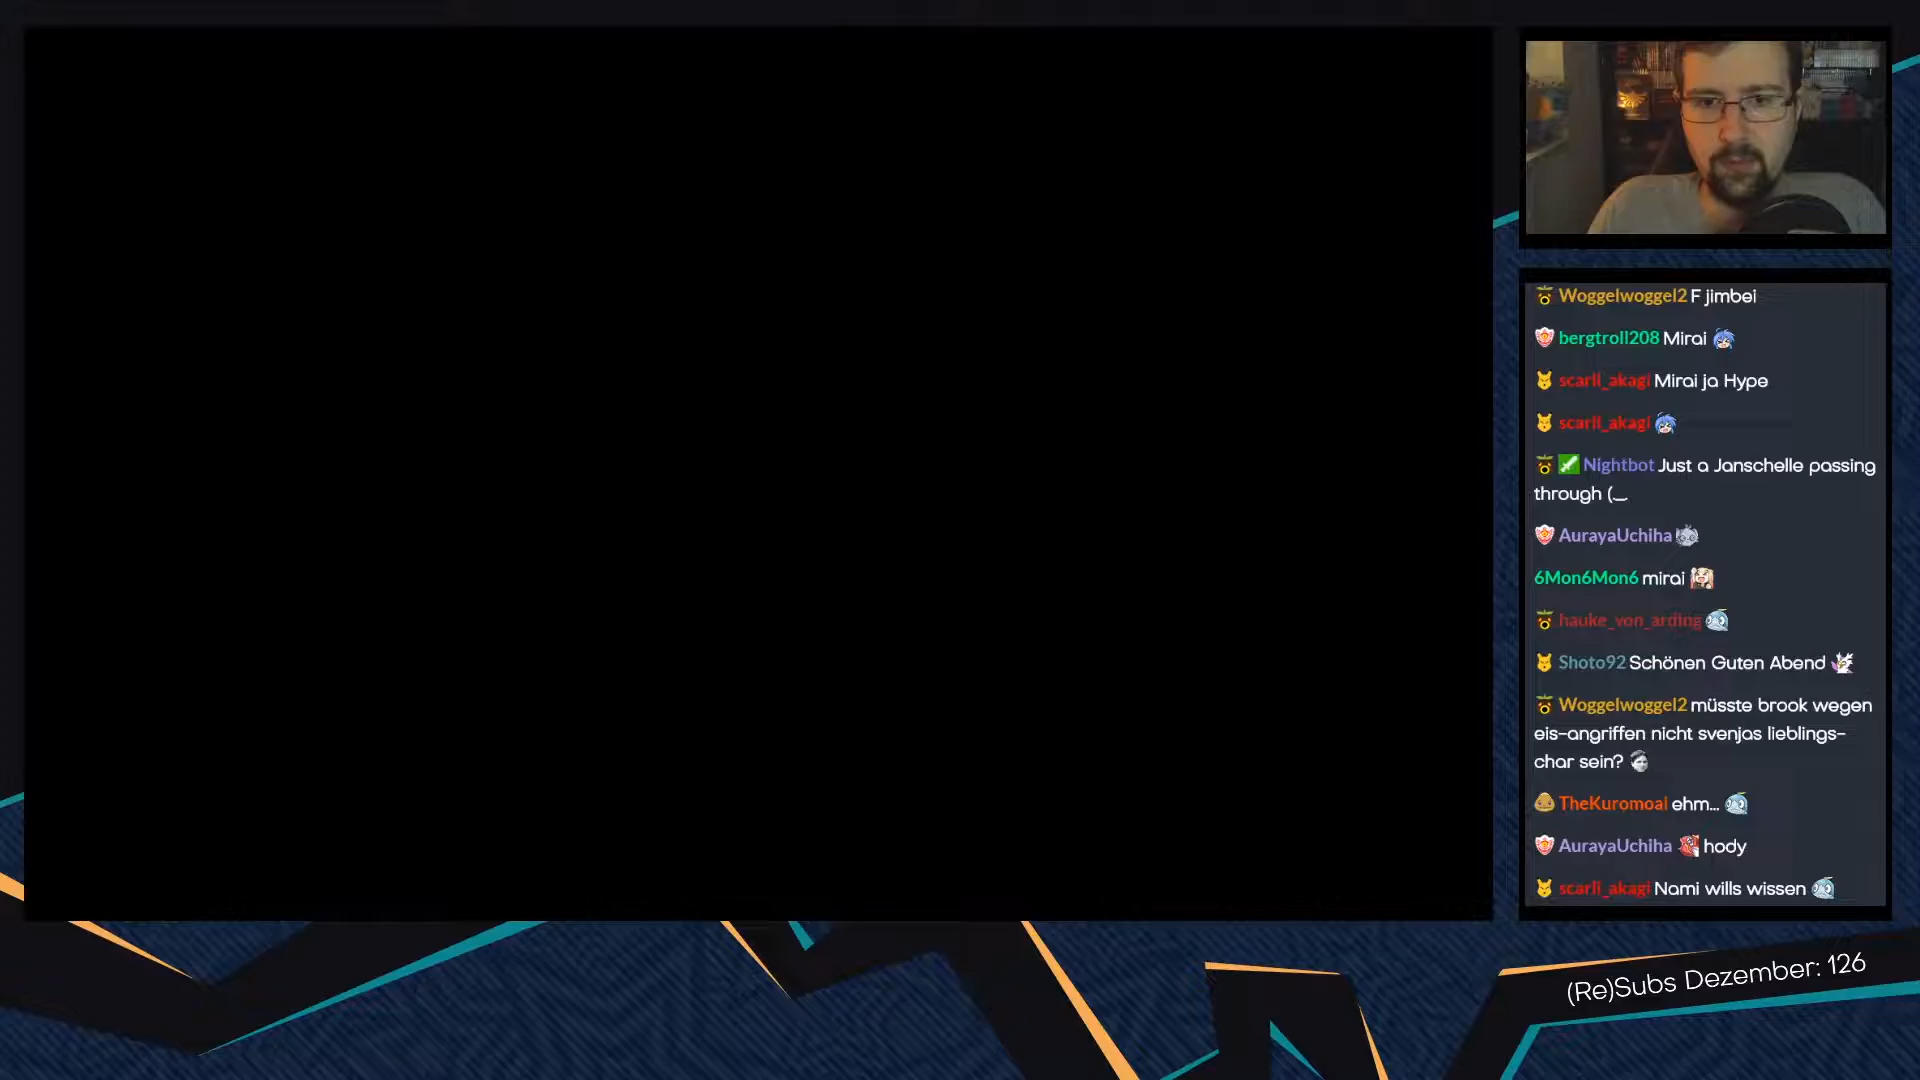 Woggelwoggel2 F jimbei
bergtroll208 Mirai
scarli_akagi Mirai ja Hype
scarli_akagi
Nightbot Just a Janschelle passing
through (__
AurayaUchiha
6Mon6Mon6 mirai
hauke_von_arding
Shoto92 Schönen Guten Abend
Woggelwoggel2 müsste brook wegen
eis-angriffen nicht svenjas lieblings-
char sein?
TheKuromoai ehm...
AurayaUchiha hody
scarli_akagi Nami wills wissen
(Re)Subs Dezember: 126